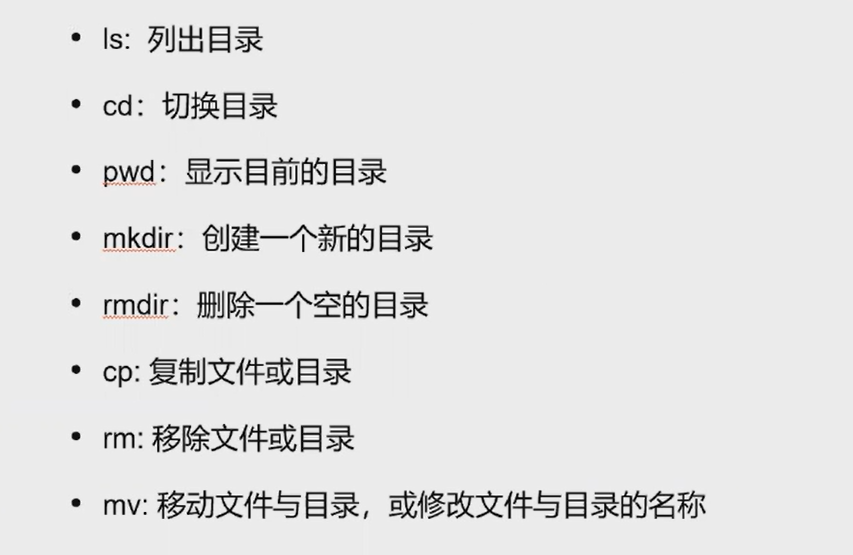 • ls:  列出目录
• cd：切换目录
• pwd：显示目前的目录
• mkdir：创建一个新的目录
• rmdir：删除一个空的目录
• cp: 复制文件或目录
• rm: 移除文件或目录
• mv: 移动文件与目录，或修改文件与目录的名称